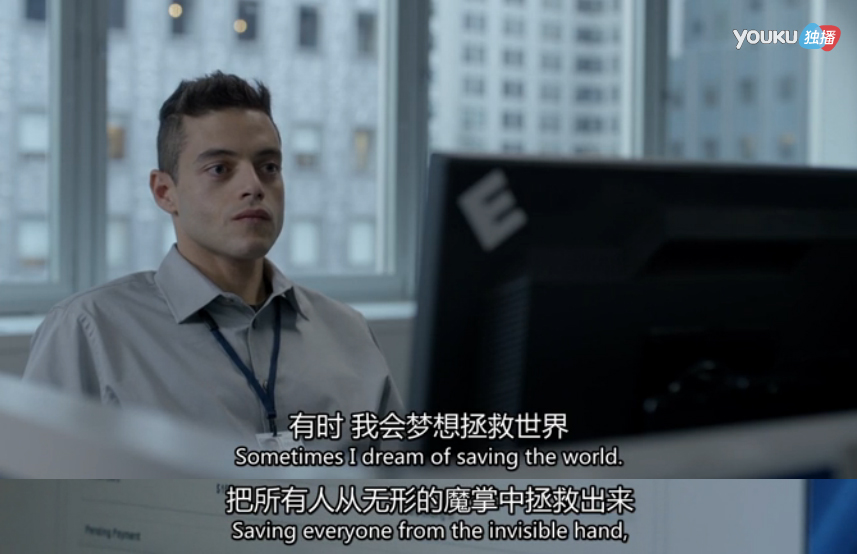 YOUKU 独播
E
有时 我会梦想拯救世界
Sometimes I dream of saving the world.
把所有人从无形的魔掌中拯救出来
Pending Payment
Saving everyone from the invisible hand,